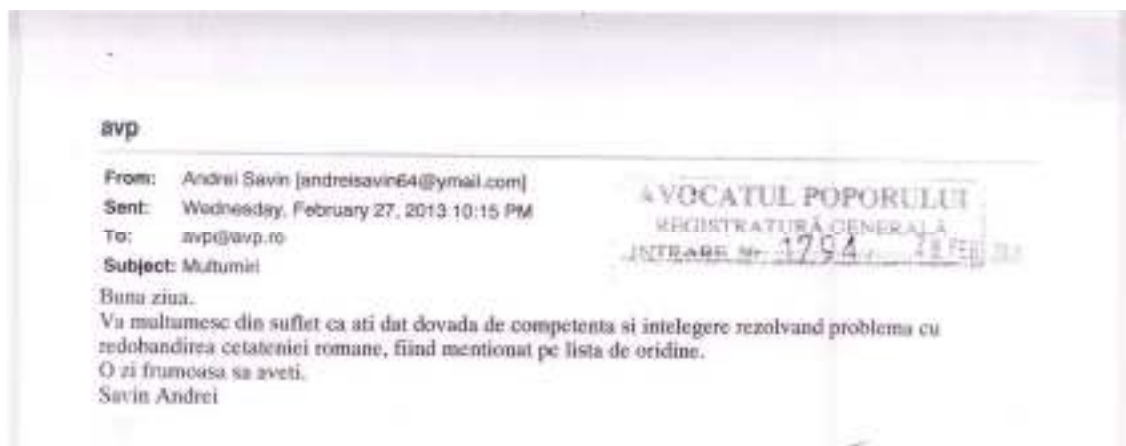 avp
From: Andrei Savin [andreisavin64@ymail.com]
Sent: Wednesday, February 27, 2013 10:15 PM
To: avp@avp.ro
Subject: Multumiri
AVOCATUL POPORULUI
REGISTRATURĂ GENERALĂ
INTRARE Nr. 1794 28 FEB
Buna ziua.
Va multumesc din suflet ca ati dat dovada de competenta si intelegere rezolvand problema cu
redobandirea cetateniei romane, fiind mentionat pe lista de oridine.
O zi frumoasa sa aveti.
Savin Andrei